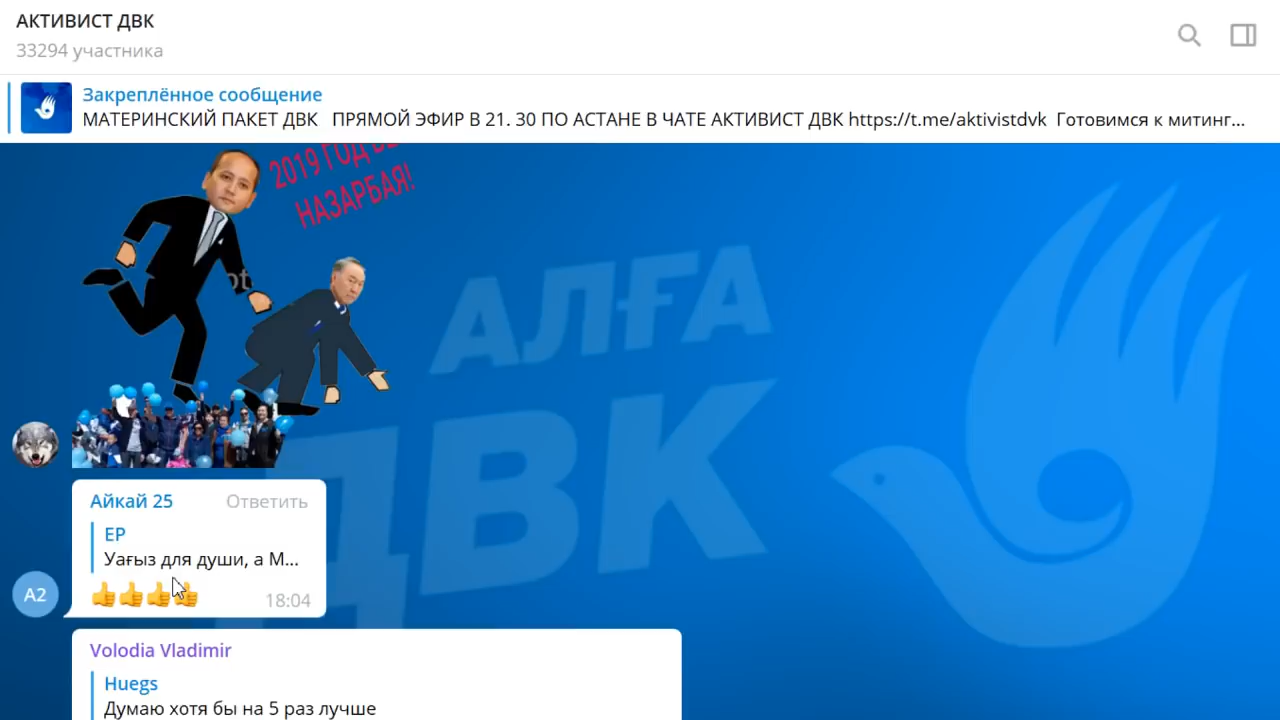 АКТИВИСТ ДВК
33294 участника
Закреплённое сообщение
МАТЕРИНСКИЙ ПАКЕТ ДВК ПРЯМОЙ ЭФИР В 21. 30 ПО АСТАНЕ В ЧАТЕ АКТИВИСТ ДВК https://t.me/aktivistdvk Готовимся к митинг...
2019 ГОД
НАЗАРБАЯ!
АЛҒА
ДВК
Айкай 25 Ответить
EP
Уағыз для души, а М...
18:04
A2
Volodia Vladimir
Huegs
Думаю хотя бы на 5 раз лучше